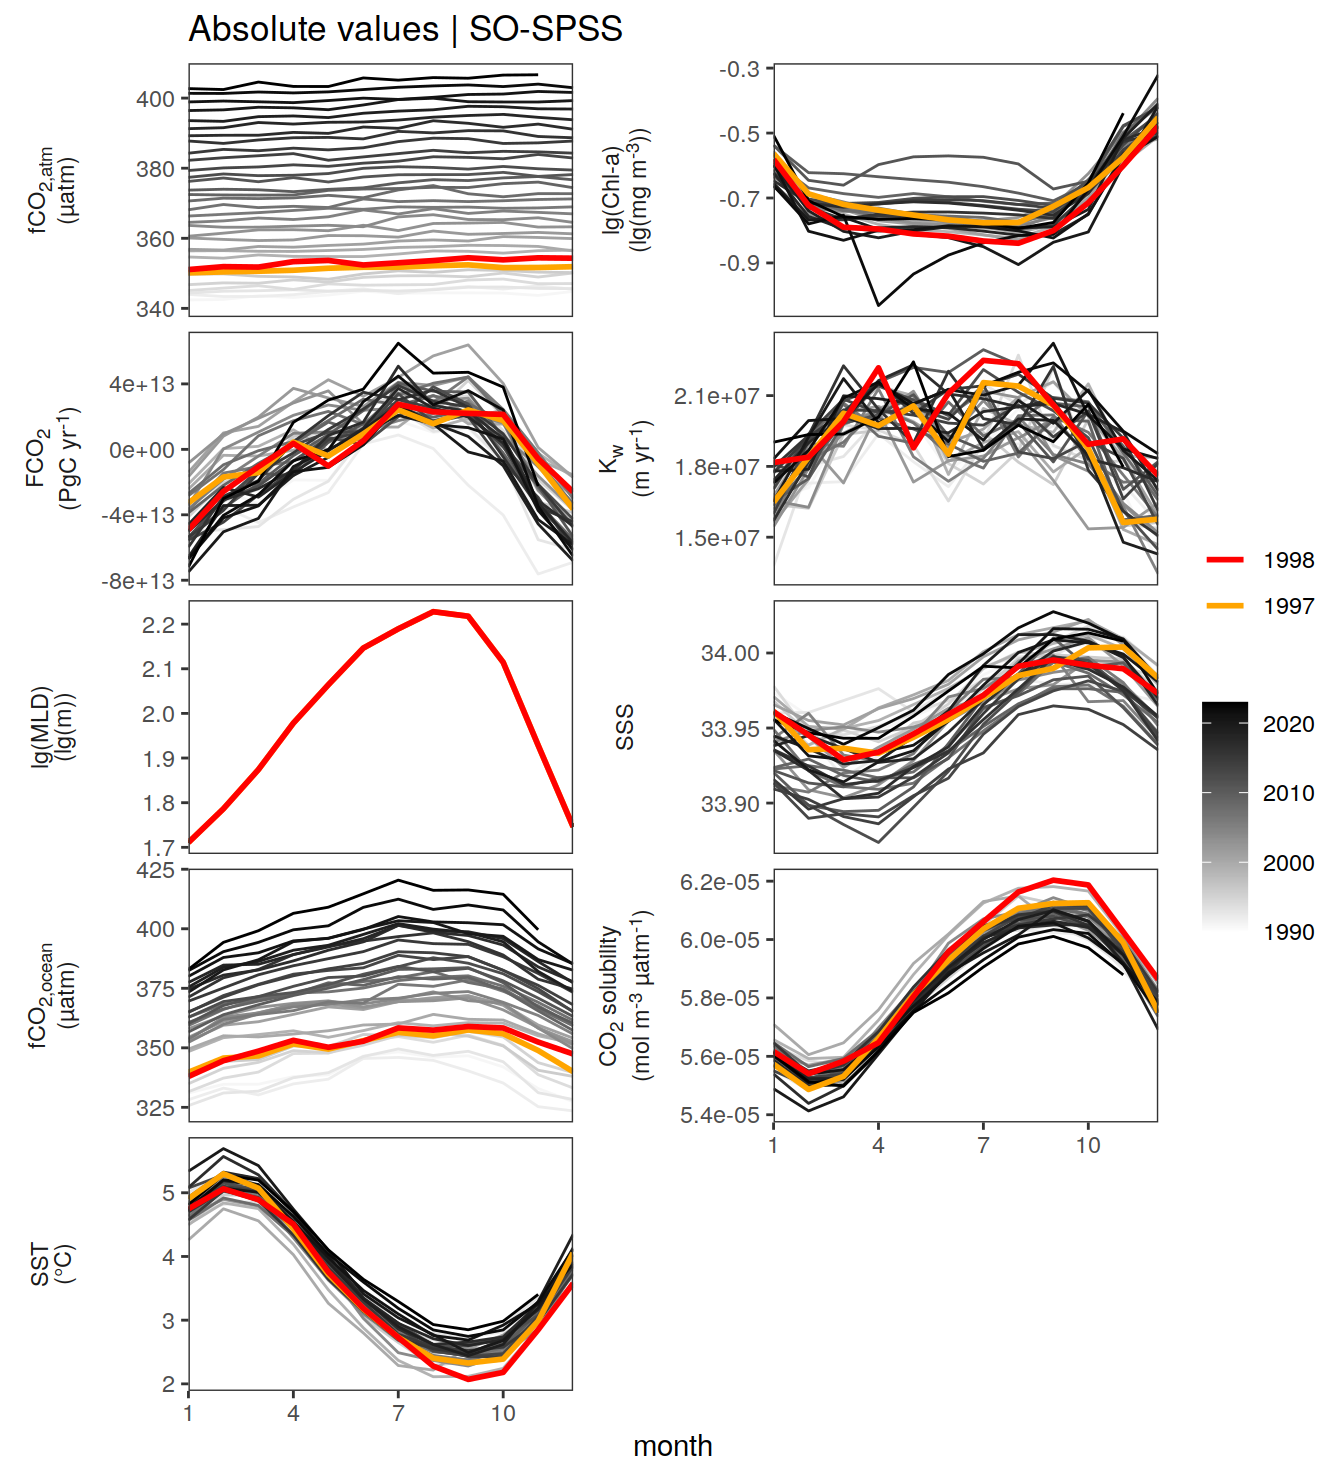 Absolute values | SO-SPSS
fCO2,atm
(µatm)
400
380
360
340
lg(Chl-a)
(lg(mg m-3))
-0.3
-0.5
-0.7
-0.9
FCO2
(PgC yr-1)
4e+13
0e+00
-4e+13
-8e+13
Kw
(m yr-1)
2.1e+07
1.8e+07
1.5e+07
lg(MLD)
(lg(m))
2.2
2.1
2.0
1.9
1.8
1.7
SSS
34.00
33.95
33.90
fCO2,ocean
(µatm)
425
400
375
350
325
CO2 solubility
(mol m-3 µatm-1)
6.2e-05
6.0e-05
5.8e-05
5.6e-05
5.4e-05
1 4 7 10
SST
(°C)
5
4
3
2
1 4 7 10
month
1998
1997
2020
2010
2000
1990